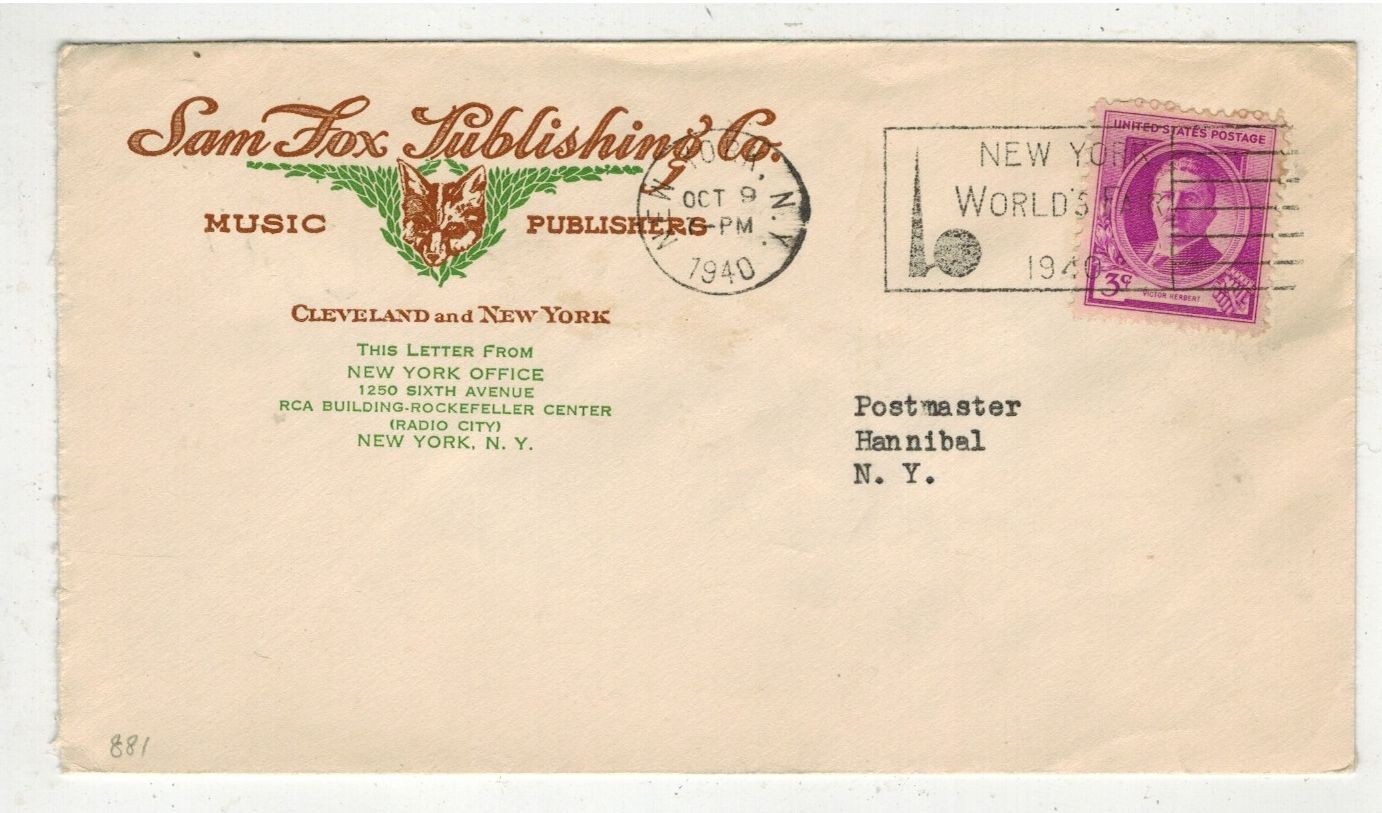 Sam Fox Publishing Co.
MUSIC PUBLISHERS
CLEVELAND and NEW YORK
THIS LETTER FROM
NEW YORK OFFICE
1250 SIXTH AVENUE
RCA BUILDING-ROCKEFELLER CENTER
(RADIO CITY)
NEW YORK, N. Y.
NEW YORK, N.Y.
OCT 9
-PM
1940
NEW YORK
WORLD'S FAIR
1940
UNITED STATES POSTAGE
3¢
VICTOR HERBERT
Postmaster
Hannibal
N. Y.
881